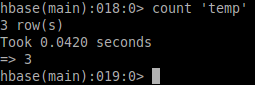 hbase(main):018:0> count 'temp'
3 row(s)
Took 0.0420 seconds
=> 3
hbase(main):019:0>